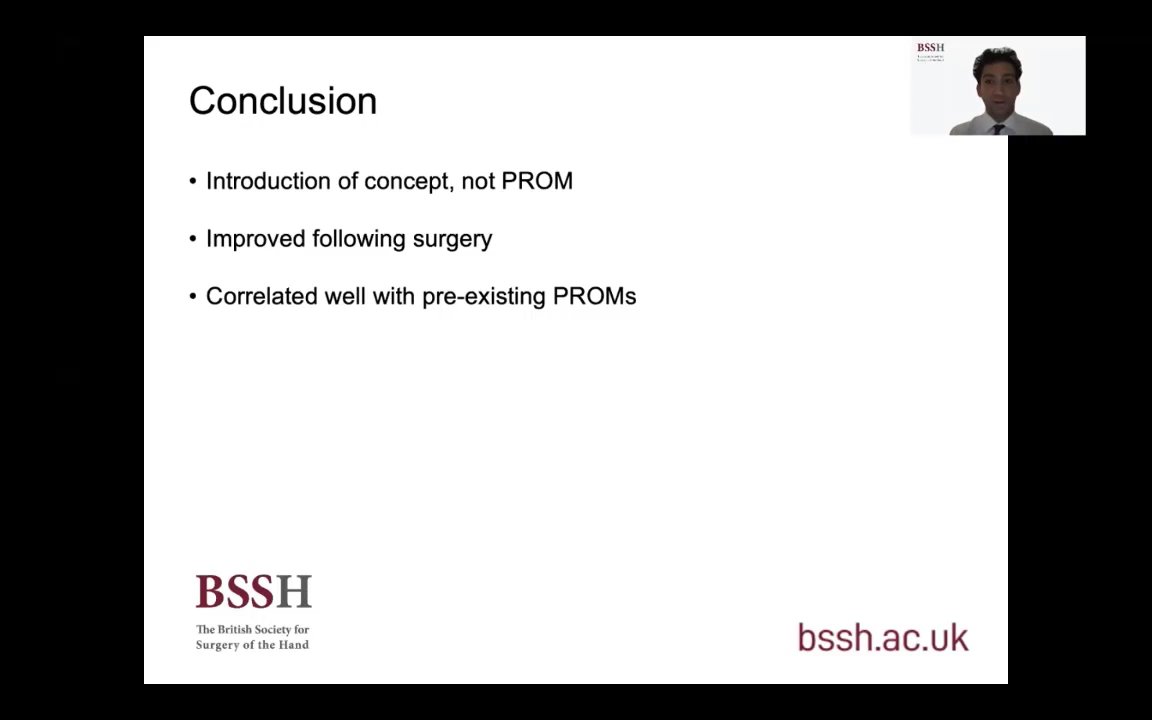 BSSH
Conclusion
• Introduction of concept, not PROM
• Improved following surgery
• Correlated well with pre-existing PROMs
BSSH
The British Society for
Surgery of the Hand
bssh.ac.uk